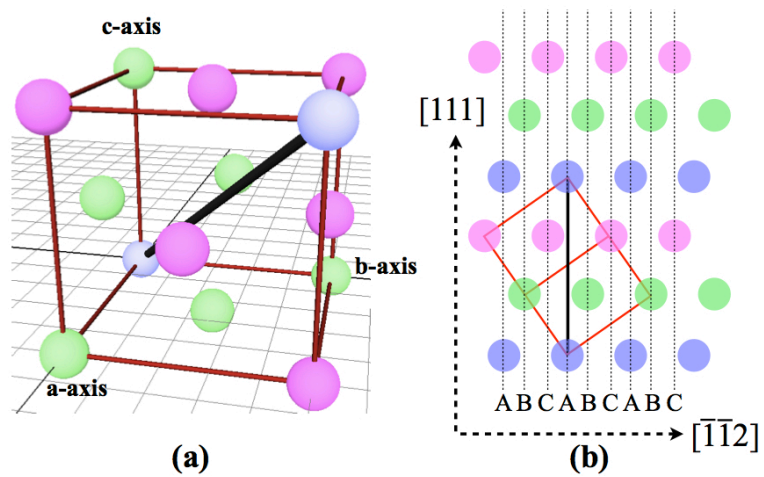 c-axis
b-axis
a-axis
(a)
[111]
A B C A B C A B C
[1̅1̅2]
(b)